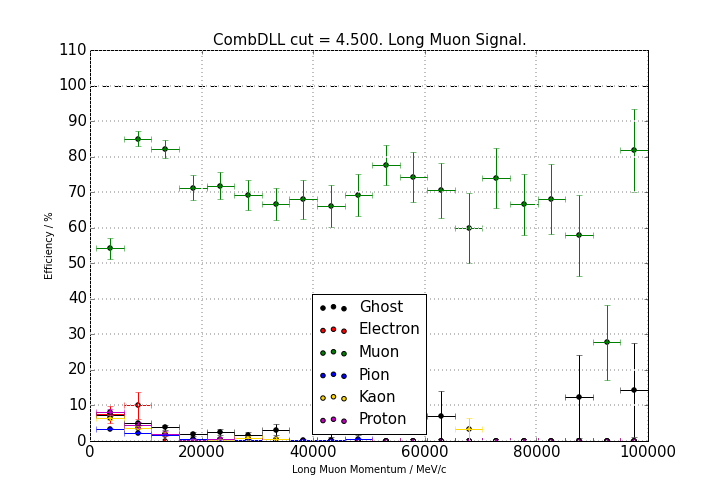 CombDLL cut = 4.500. Long Muon Signal.
110
100
90
80
70
60
50
40
30
20
10
0
Efficiency / %
Ghost
Electron
Muon
Pion
Kaon
Proton
0 20000 40000 60000 80000 100000
Long Muon Momentum / MeV/c